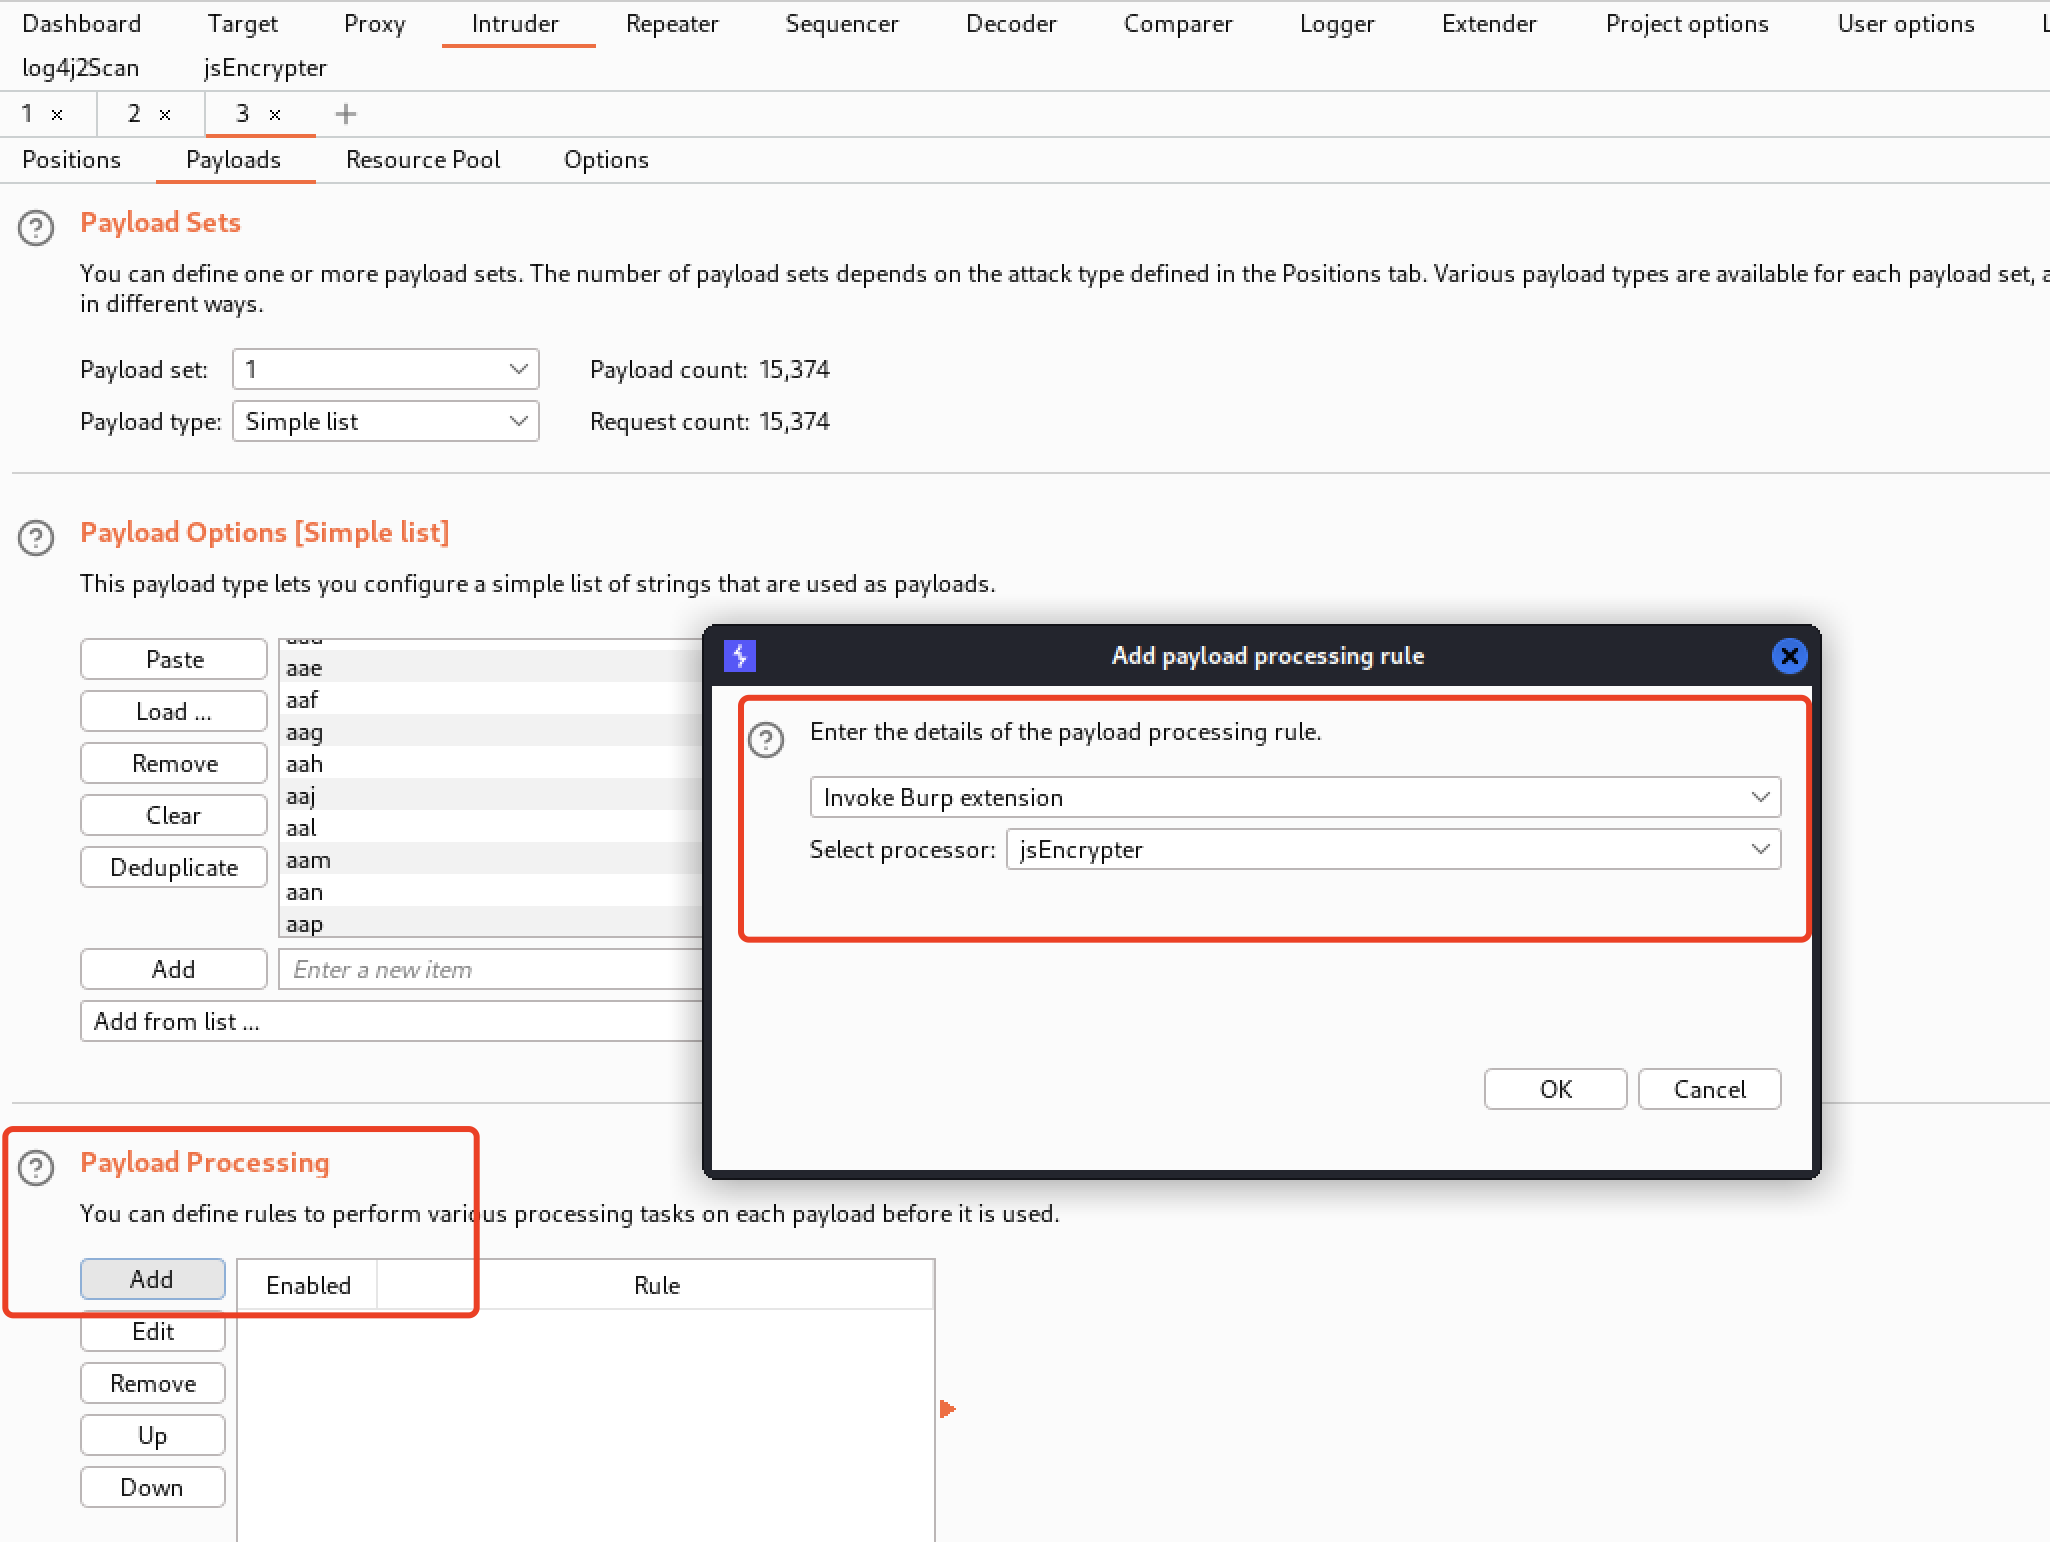 Dashboard Target Proxy Intruder Repeater Sequencer Decoder Comparer Logger Extender Project options User options
log4j2Scan jsEncrypter
1 × 2 × 3 × +
Positions Payloads Resource Pool Options
Payload Sets
You can define one or more payload sets. The number of payload sets depends on the attack type defined in the Positions tab. Various payload types are available for each payload set, a
in different ways.
Payload set: 1 Payload count: 15,374
Payload type: Simple list Request count: 15,374
Payload Options [Simple list]
This payload type lets you configure a simple list of strings that are used as payloads.
Paste
Load ...
Remove
Clear
Deduplicate
aae
aaf
aag
aah
aaj
aal
aam
aan
aap
Add Enter a new item
Add from list ...
Add payload processing rule
Enter the details of the payload processing rule.
Invoke Burp extension
Select processor: jsEncrypter
OK Cancel
Payload Processing
You can define rules to perform various processing tasks on each payload before it is used.
Add Enabled Rule
Edit
Remove
Up
Down